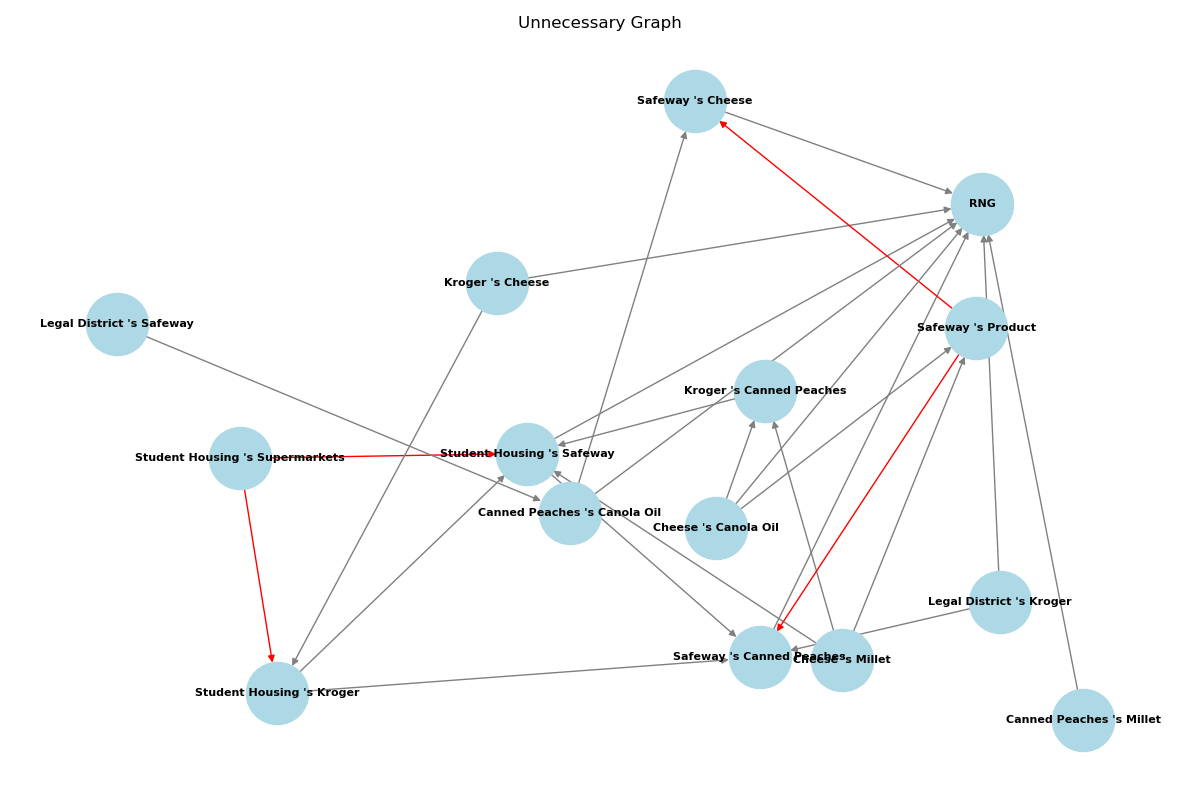 Unnecessary Graph
Safeway 's Cheese
RNG
Kroger 's Cheese
Legal District 's Safeway
Safeway 's Product
Kroger 's Canned Peaches
Student Housing 's Supermarkets
Student Housing 's Safeway
Canned Peaches 's Canola Oil
Cheese 's Canola Oil
Legal District 's Kroger
Safeway 's Canned Peaches
Cheese 's Millet
Student Housing 's Kroger
Canned Peaches 's Millet